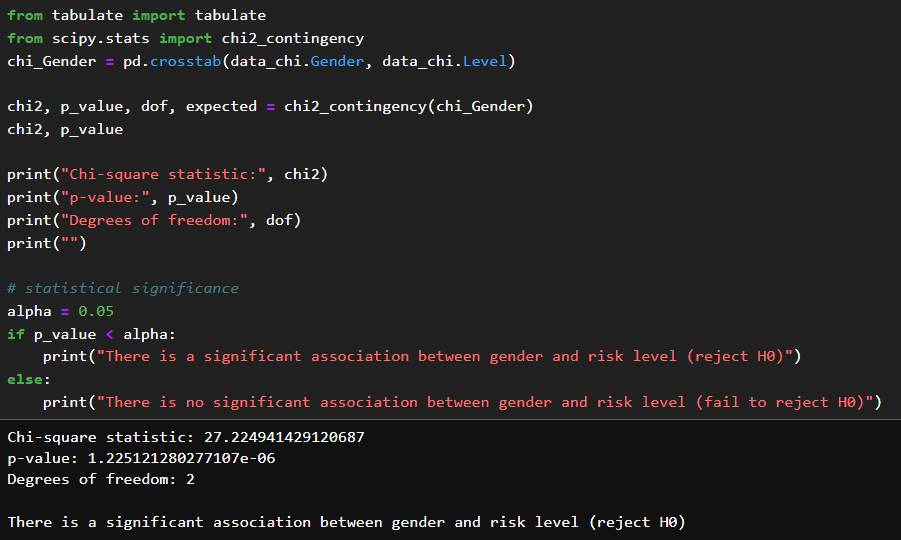 from tabulate import tabulate
from scipy.stats import chi2_contingency
chi_Gender = pd.crosstab(data_chi.Gender, data_chi.Level)
chi2, p_value, dof, expected = chi2_contingency(chi_Gender)
chi2, p_value
print("Chi-square statistic:", chi2)
print("p-value:", p_value)
print("Degrees of freedom:", dof)
print("")
# statistical significance
alpha = 0.05
if p_value < alpha:
    print("There is a significant association between gender and risk level (reject H0)")
else:
    print("There is no significant association between gender and risk level (fail to reject H0)")
Chi-square statistic: 27.224941429120687
p-value: 1.225121280277107e-06
Degrees of freedom: 2
There is a significant association between gender and risk level (reject H0)